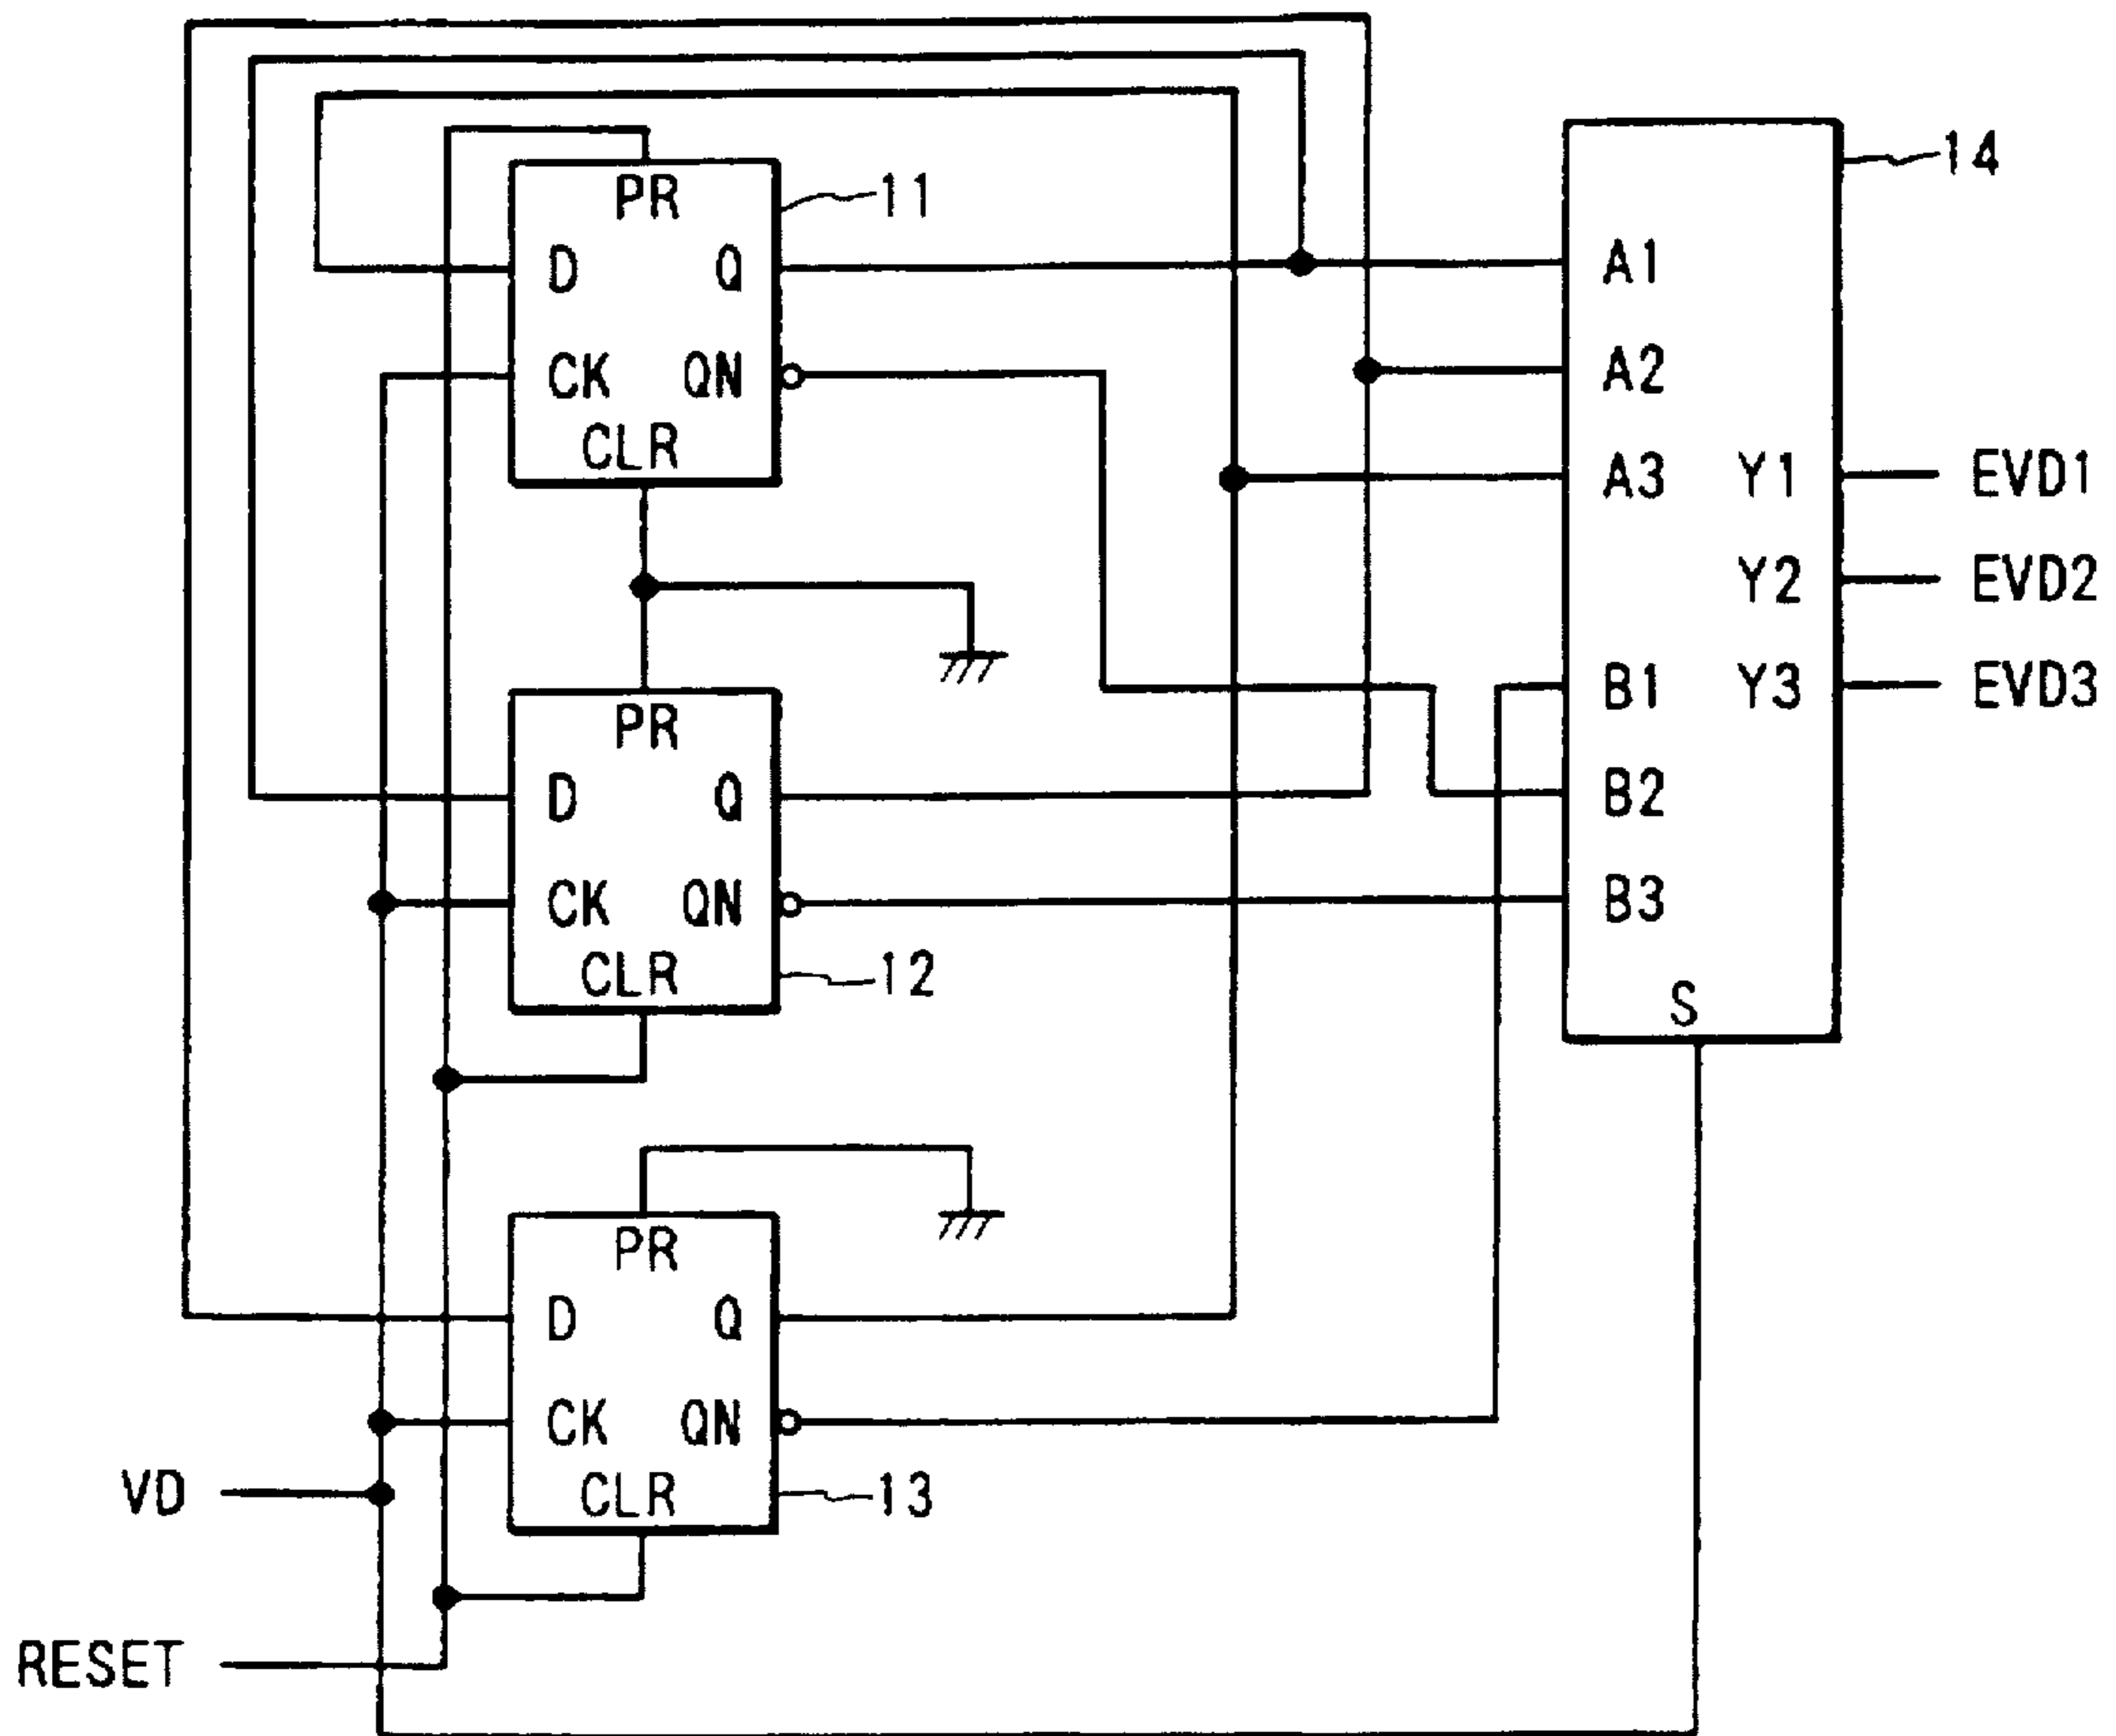 PR
11
D Q
CK QN
CLR
PR
D Q
CK QN
CLR
12
PR
D Q
CK QN
CLR
13
VD
RESET
14
A1
A2
A3 Y1 EVD1
Y2 EVD2
B1 Y3 EVD3
B2
B3
S